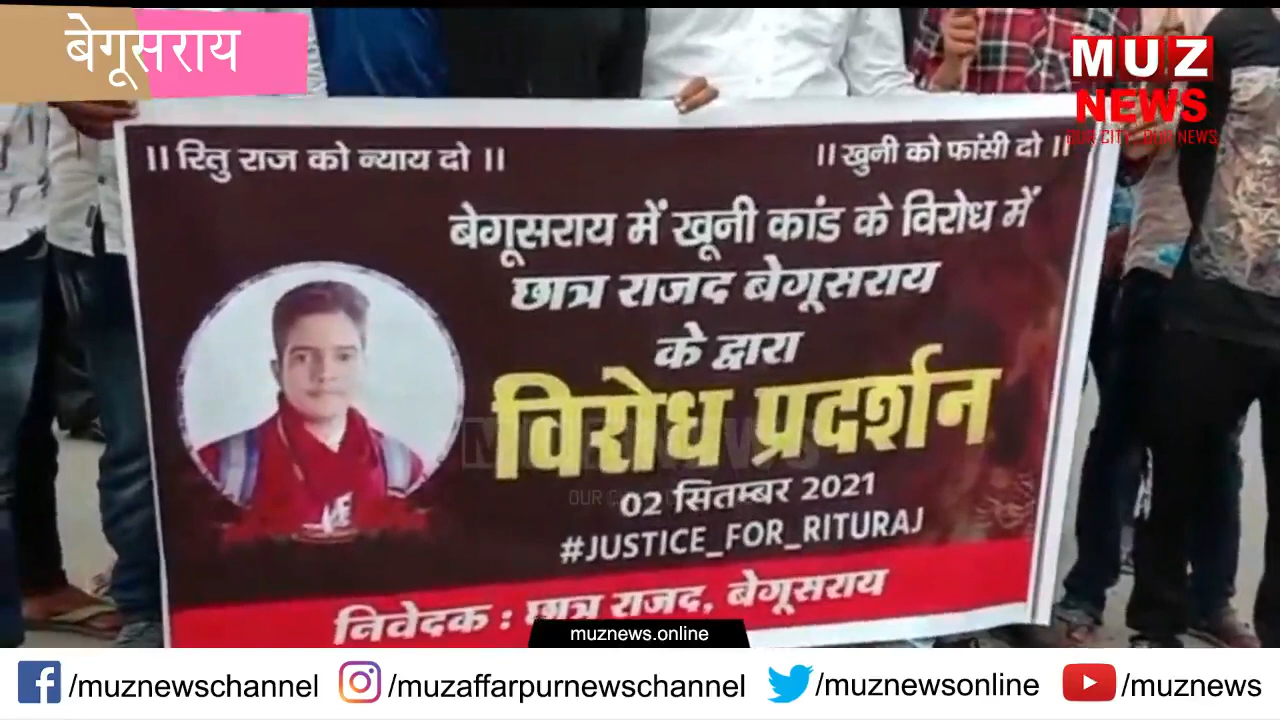 बेगूसराय
MUZ
NEWS
OUR CITY, OUR NEWS
।। रितु राज को न्याय दो ।।
।। खुनी को फांसी दो ।।
बेगूसराय में खूनी कांड के विरोध में
छात्र राजद बेगूसराय
के द्वारा
विरोध प्रदर्शन
02 सितम्बर 2021
#JUSTICE_FOR_RITURAJ
निवेदक : छात्र राजद, बेगूसराय
muznews.online
/muznewschannel
/muzaffarpurnewschannel
/muznewsonline
/muznews